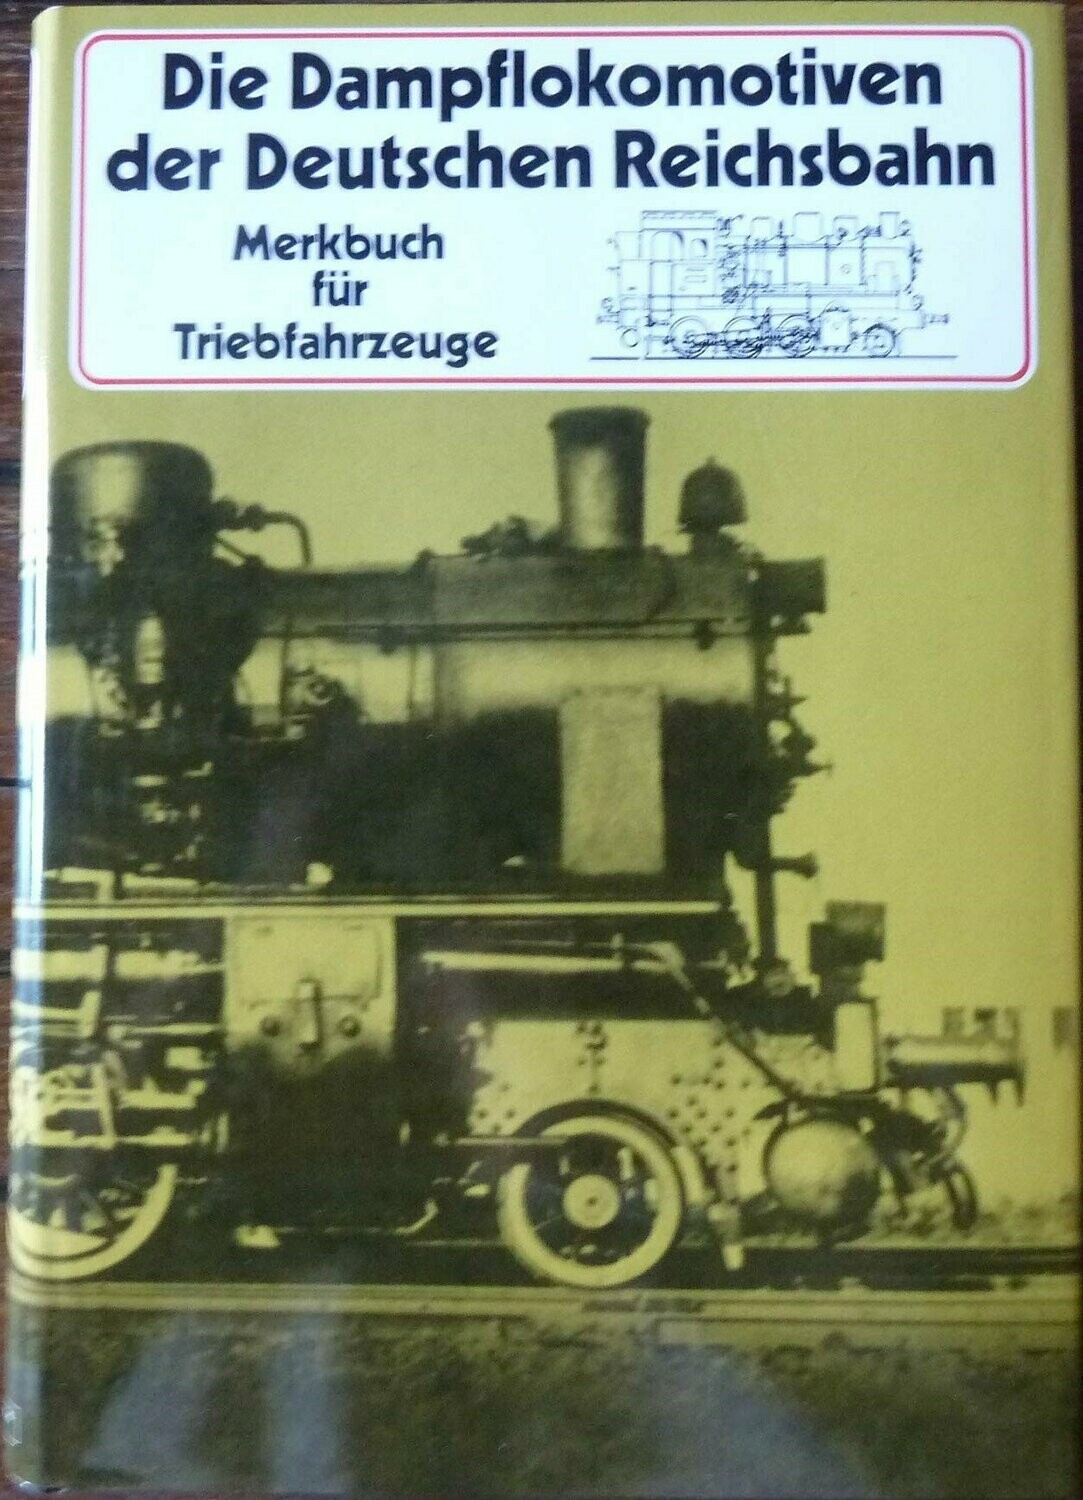 Die Dampflokomotiven
der Deutschen Reichsbahn
Merkbuch
für
Triebfahrzeuge